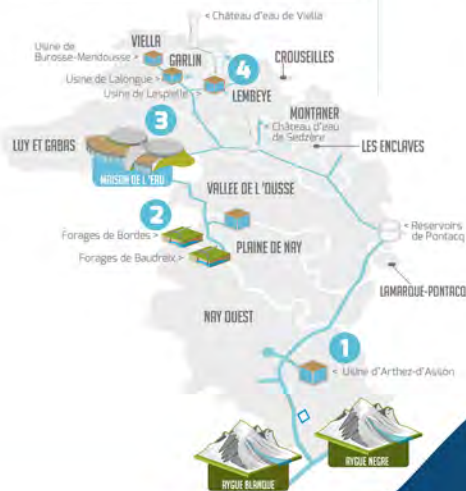 < Château d'eau de Viella
VIELLA
Usine de
Burosse-Mendousse >
GARLIN
CROUSEILLES
4
Usine de Lalongue >
Usine de Lespielle >
LEMBEYE
MONTANER
3
< Château d'eau
de Sedzère
LUY ET GABAS
LES ENCLAVES
MAISON DE L'EAU
VALLEE DE L'OUSSE
2
Forages de Bordes >
< Réservoirs
de Pontacq
PLAINE DE NAY
Forages de Baudreix >
LAMARQUE-PONTACQ
NAY OUEST
1
< Usine d'Arthez-d'Asson
AYGUE NEGRE
AYGUE BLANQUE